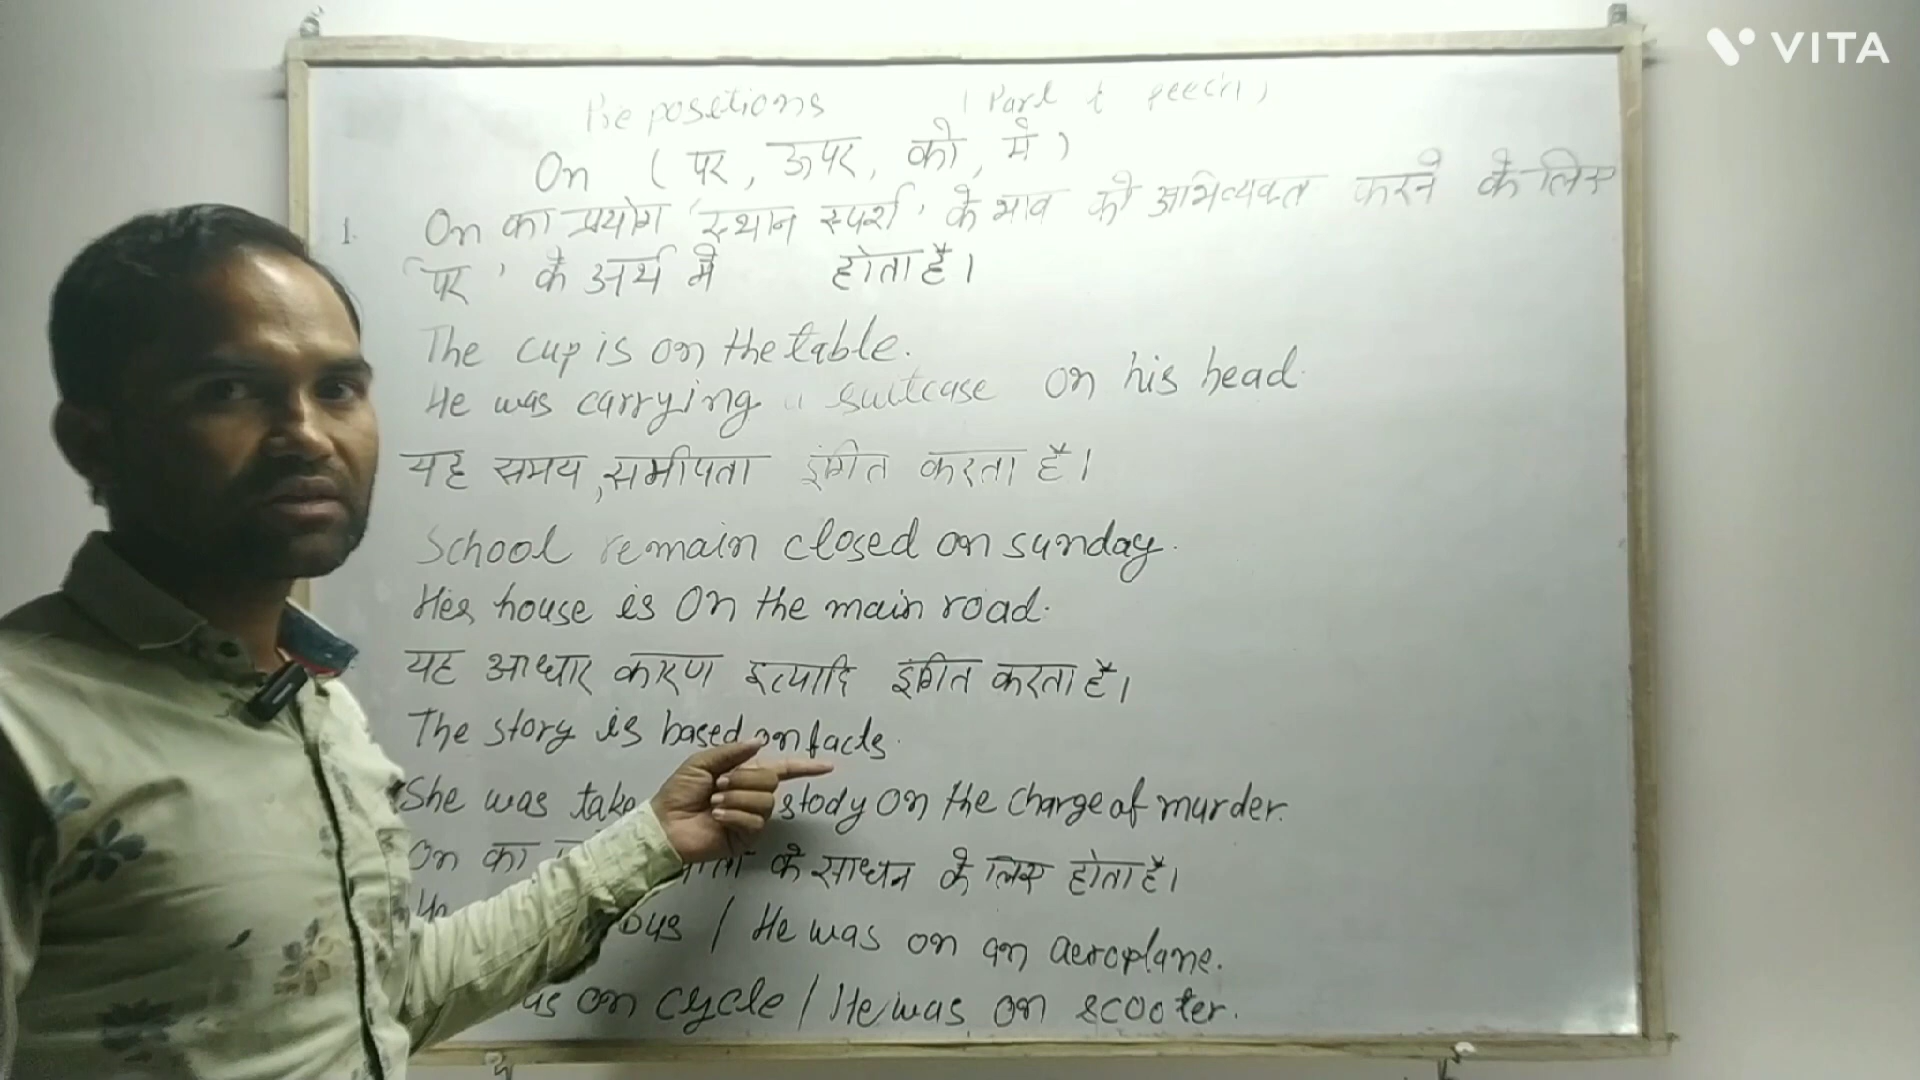 VITA
Prepositions (Part f peech)
On (पर, ऊपर, को, में)
1. On का प्रयोग 'स्थान स्पर्श' के भाव को अभिव्यक्त करने के लिए
'पर' के अर्थ में होता है।
The cup is on the table.
He was carrying a suitcase on his head.
यह समय, समीपता इंगित करता है।
School remain closed on sunday.
His house is on the main road.
यह आधार कारण इत्यादि इंगित करता है।
The story is based on facts.
She was take stody on the charge of murder.
On का के साधन के लिए होता है।
bus / He was on an aeroplane.
as on cycle / He was on scooter.